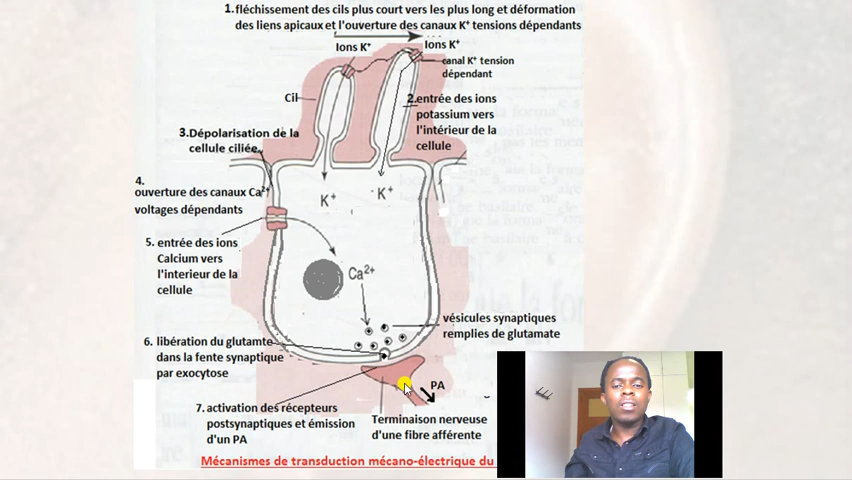 1. fléchissement des cils plus court vers les plus long et déformation
des liens apicaux et l'ouverture des canaux K⁺ tensions dépendants
Ions K⁺
Ions K⁺
canal K⁺ tension
dépendant
Cil
2. entrée des ions
potassium vers
l'intérieur de la
cellule
3. Dépolarisation de la
cellule ciliée
4.
ouverture des canaux Ca²⁺
voltages dépendants
K⁺
K⁺
5. entrée des ions
Calcium vers
l'interieur de la
cellule
Ca²⁺
vésicules synaptiques
remplies de glutamate
6. libération du glutamte
dans la fente synaptique
par exocytose
PA
7. activation des récepteurs
postsynaptiques et émission
d'un PA
Termination nerveuse
d'une fibre afférente
Mécanismes de transduction mécano-électrique du